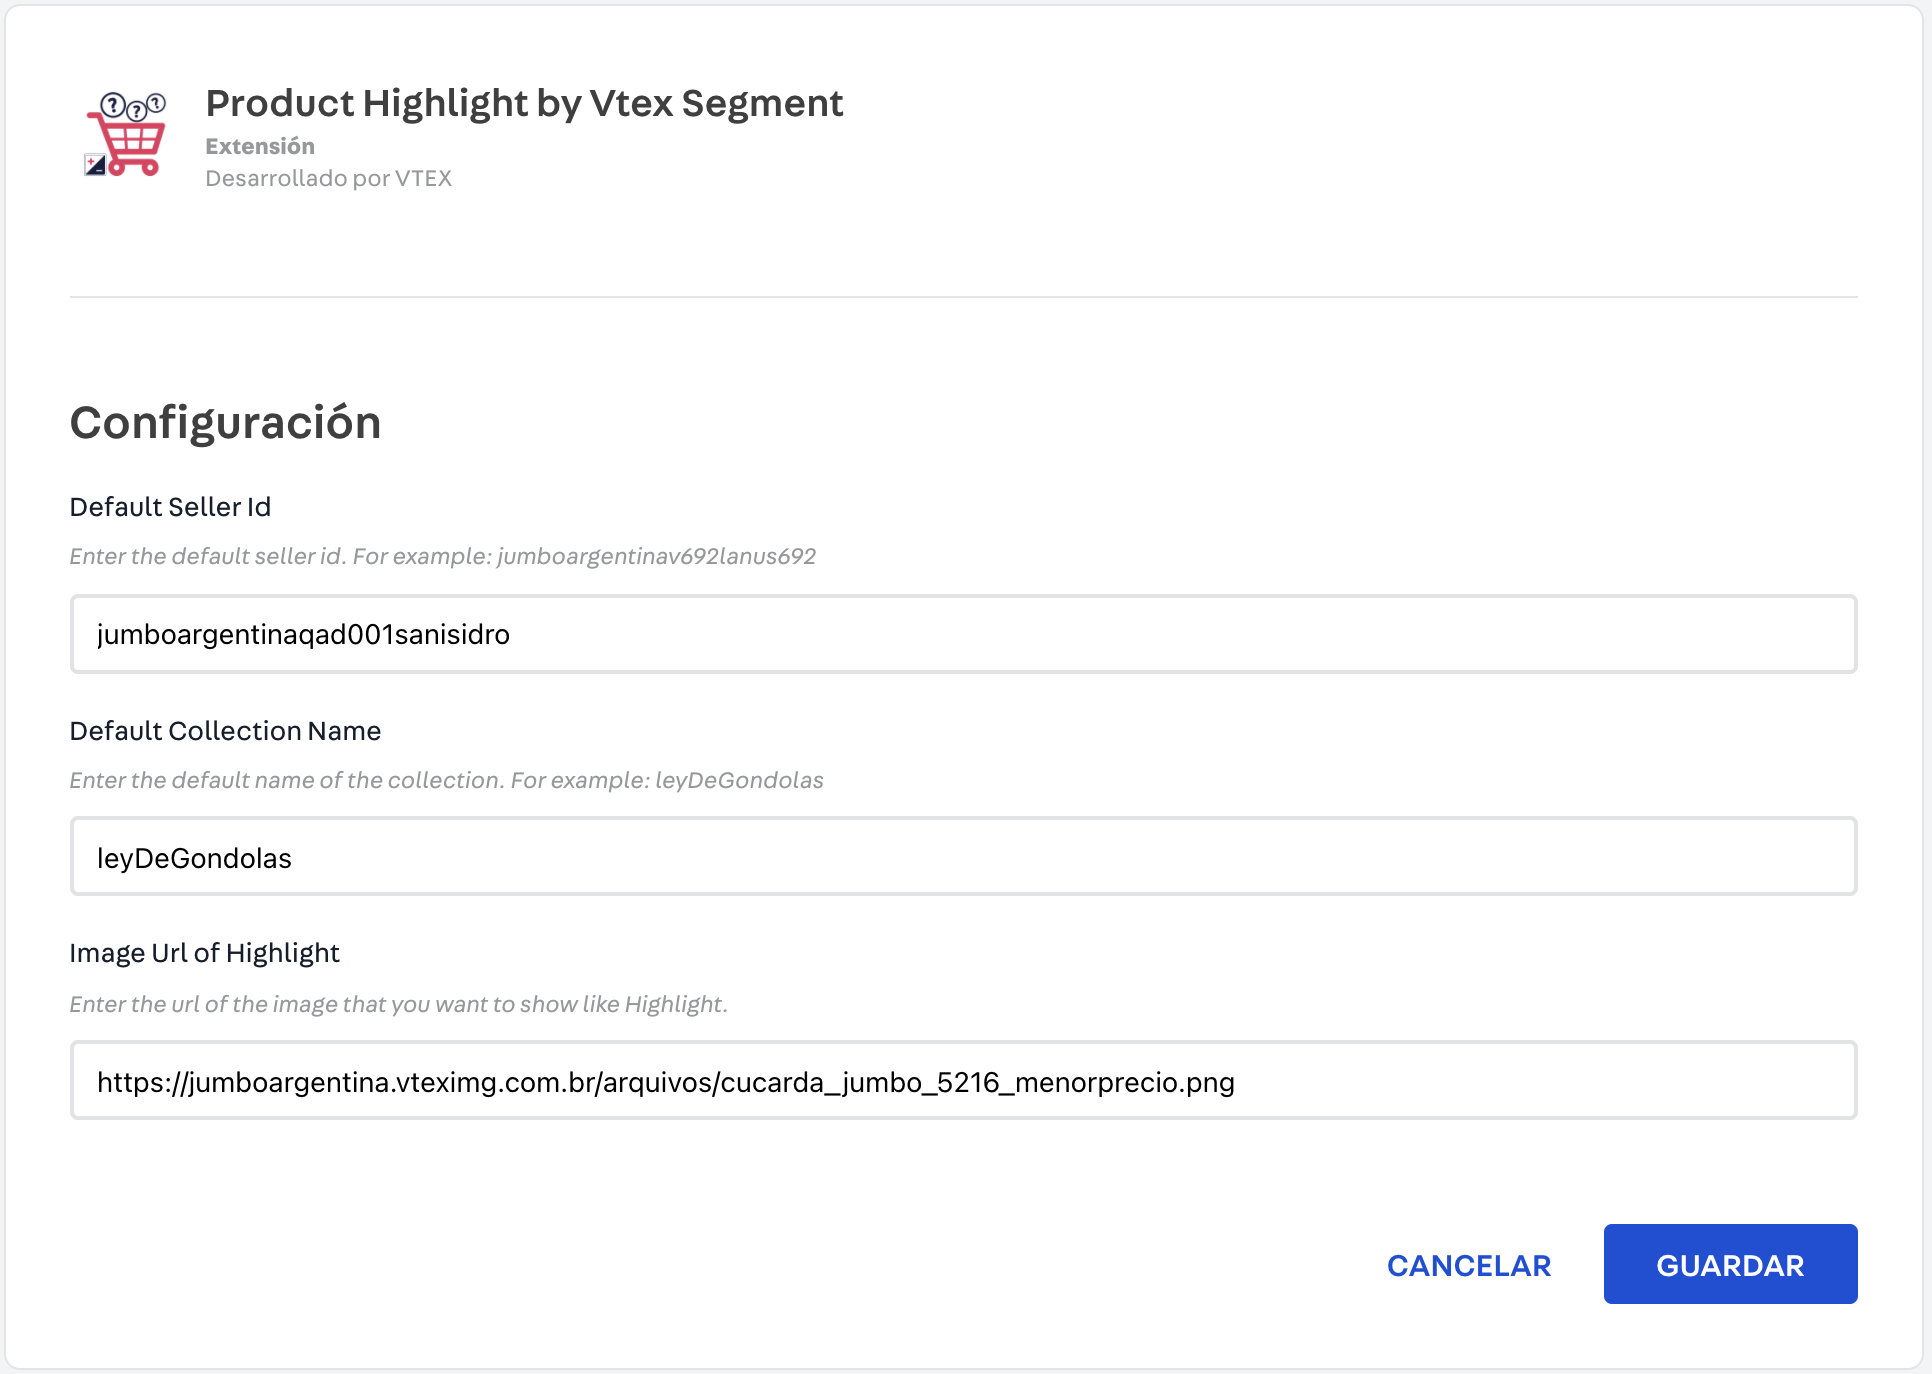 Product Highlight by Vtex Segment
Extensión
Desarrollado por VTEX
Configuración
Default Seller Id
Enter the default seller id. For example: jumboargentinav692lanus692
jumboargentinaqad001sanisidro
Default Collection Name
Enter the default name of the collection. For example: leyDeGondolas
leyDeGondolas
Image Url of Highlight
Enter the url of the image that you want to show like Highlight.
https://jumboargentina.vteximg.com.br/arquivos/cucarda_jumbo_5216_menorprecio.png
CANCELAR GUARDAR